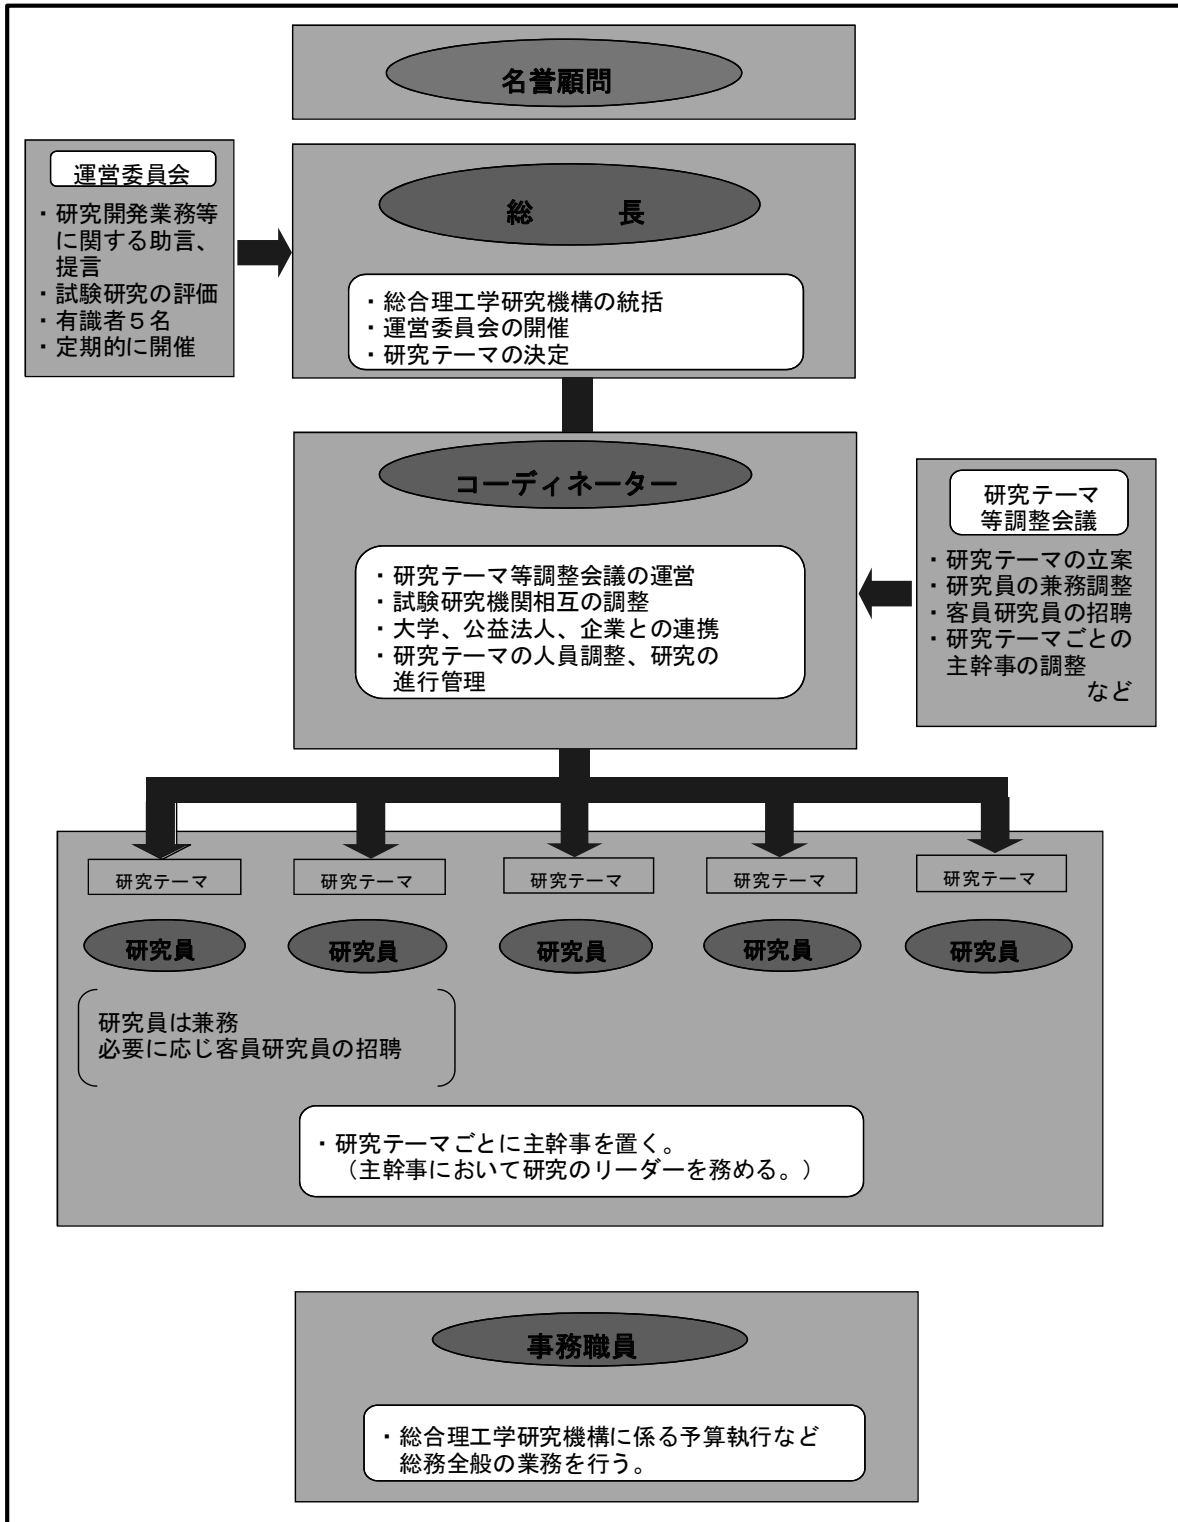 名誉顧問
運営委員会
・研究開発業務等
に関する助言、
提言
・試験研究の評価
・有識者５名
・定期的に開催
総　　　長
・総合理工学研究機構の統括
・運営委員会の開催
・研究テーマの決定
コーディネーター
・研究テーマ等調整会議の運営
・試験研究機関相互の調整
・大学、公益法人、企業との連携
・研究テーマの人員調整、研究の
進行管理
研究テーマ
等調整会議
・研究テーマの立案
・研究員の兼務調整
・客員研究員の招聘
・研究テーマごとの
主幹事の調整
など
研究テーマ
研究テーマ
研究テーマ
研究テーマ
研究テーマ
研究員
研究員
研究員
研究員
研究員
研究員は兼務
必要に応じ客員研究員の招聘
・研究テーマごとに主幹事を置く。
（主幹事において研究のリーダーを務める。）
事務職員
・総合理工学研究機構に係る予算執行など
総務全般の業務を行う。